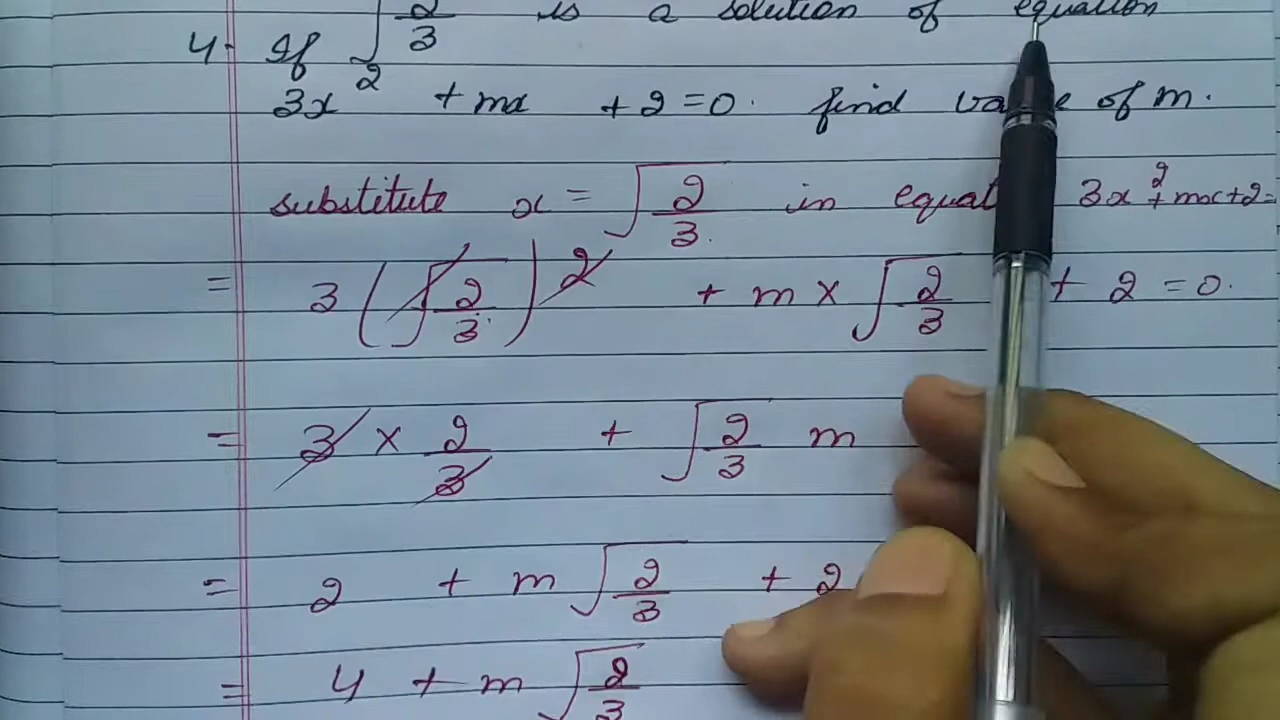 4. If √2/3 is a solution of equation
3x² + mx + 2 = 0. find value of m.
substitute x = √2/3 in equat 3x² + mx + 2 =
= 3(√2/3)² + m × √2/3 + 2 = 0.
= 3 × 2/3 + √2/3 m
= 2 + m√2/3 + 2
= 4 + m√2/3